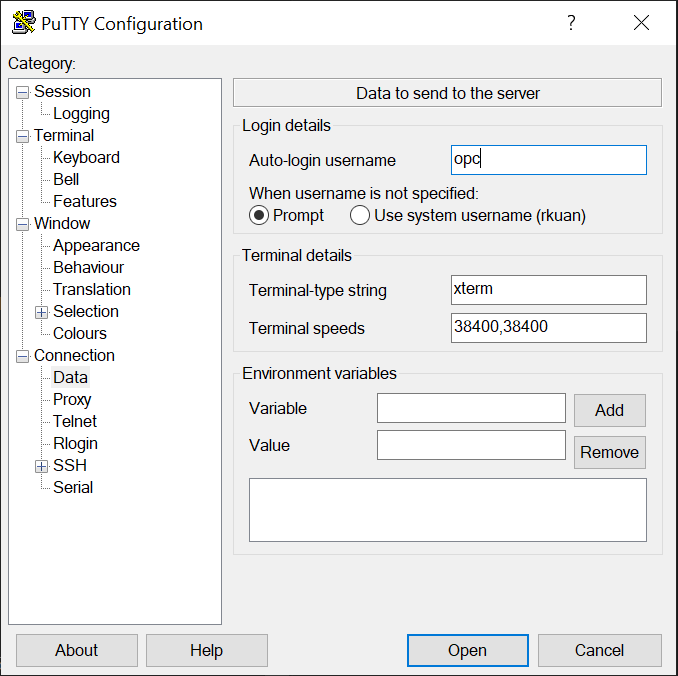 PuTTY Configuration
?
Category:
Session
Logging
Terminal
Keyboard
Bell
Features
Window
Appearance
Behaviour
Translation
Selection
Colours
Connection
Data
Proxy
Telnet
Rlogin
SSH
Serial
Data to send to the server
Login details
Auto-login username opc
When username is not specified:
Prompt Use system username (rkuan)
Terminal details
Terminal-type string xterm
Terminal speeds 38400,38400
Environment variables
Variable Add
Value Remove
About Help Open Cancel